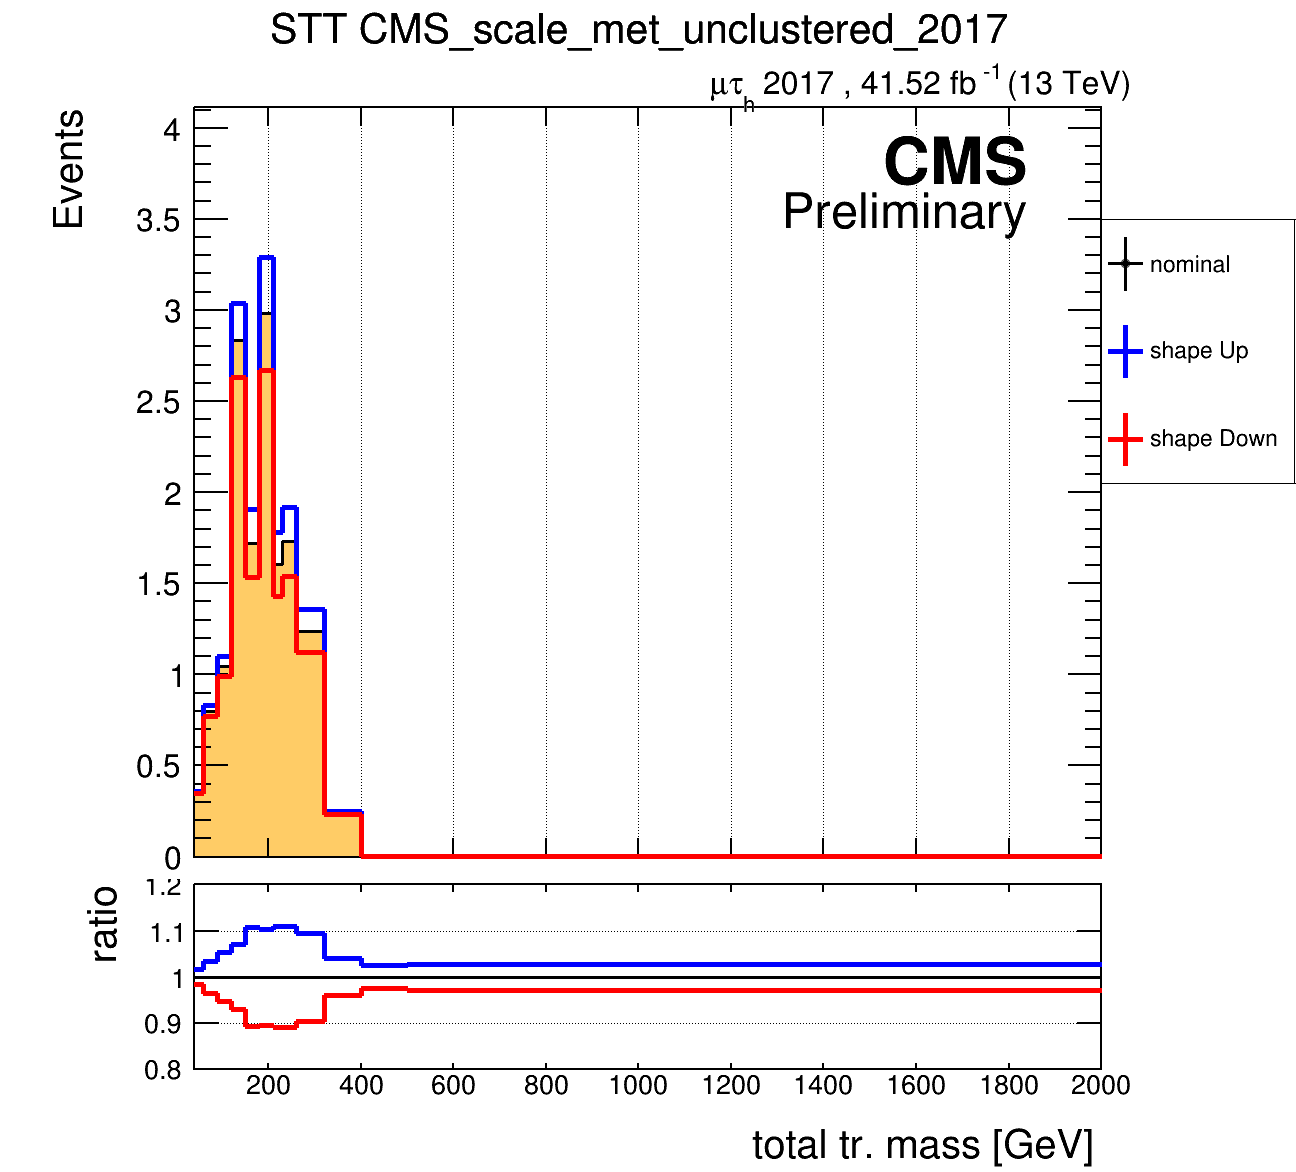 STT CMS_scale_met_unclustered_2017
μτh 2017 , 41.52 fb-1 (13 TeV)
Events
4
3.5
3
2.5
2
1.5
1
0.5
0
CMS
Preliminary
nominal
shape Up
shape Down
ratio
1.2
1.1
1
0.9
0.8
200 400 600 800 1000 1200 1400 1600 1800 2000
total tr. mass [GeV]